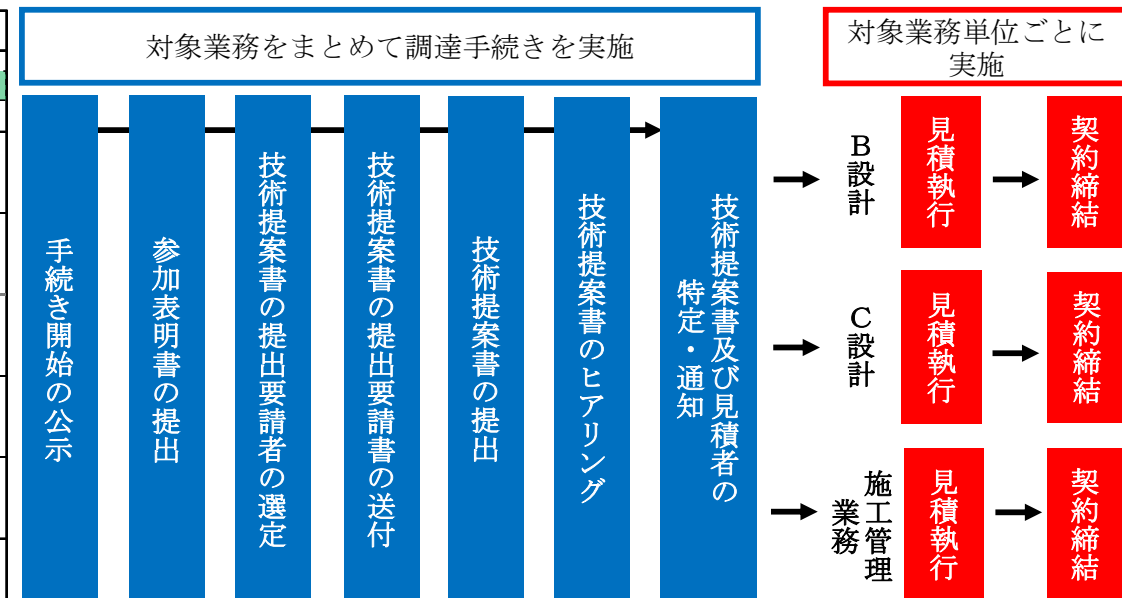 対象業務をまとめて調達手続きを実施
対象業務単位ごとに
実施
手続き開始の公示
参加表明書の提出
技術提案書の提出要請者の選定
技術提案書の提出要請書の送付
技術提案書の提出
技術提案書のヒアリング
技術提案書及び見積者の
特定・通知
B設計
見積執行
契約締結
C設計
見積執行
契約締結
施工管理
業務
見積執行
契約締結